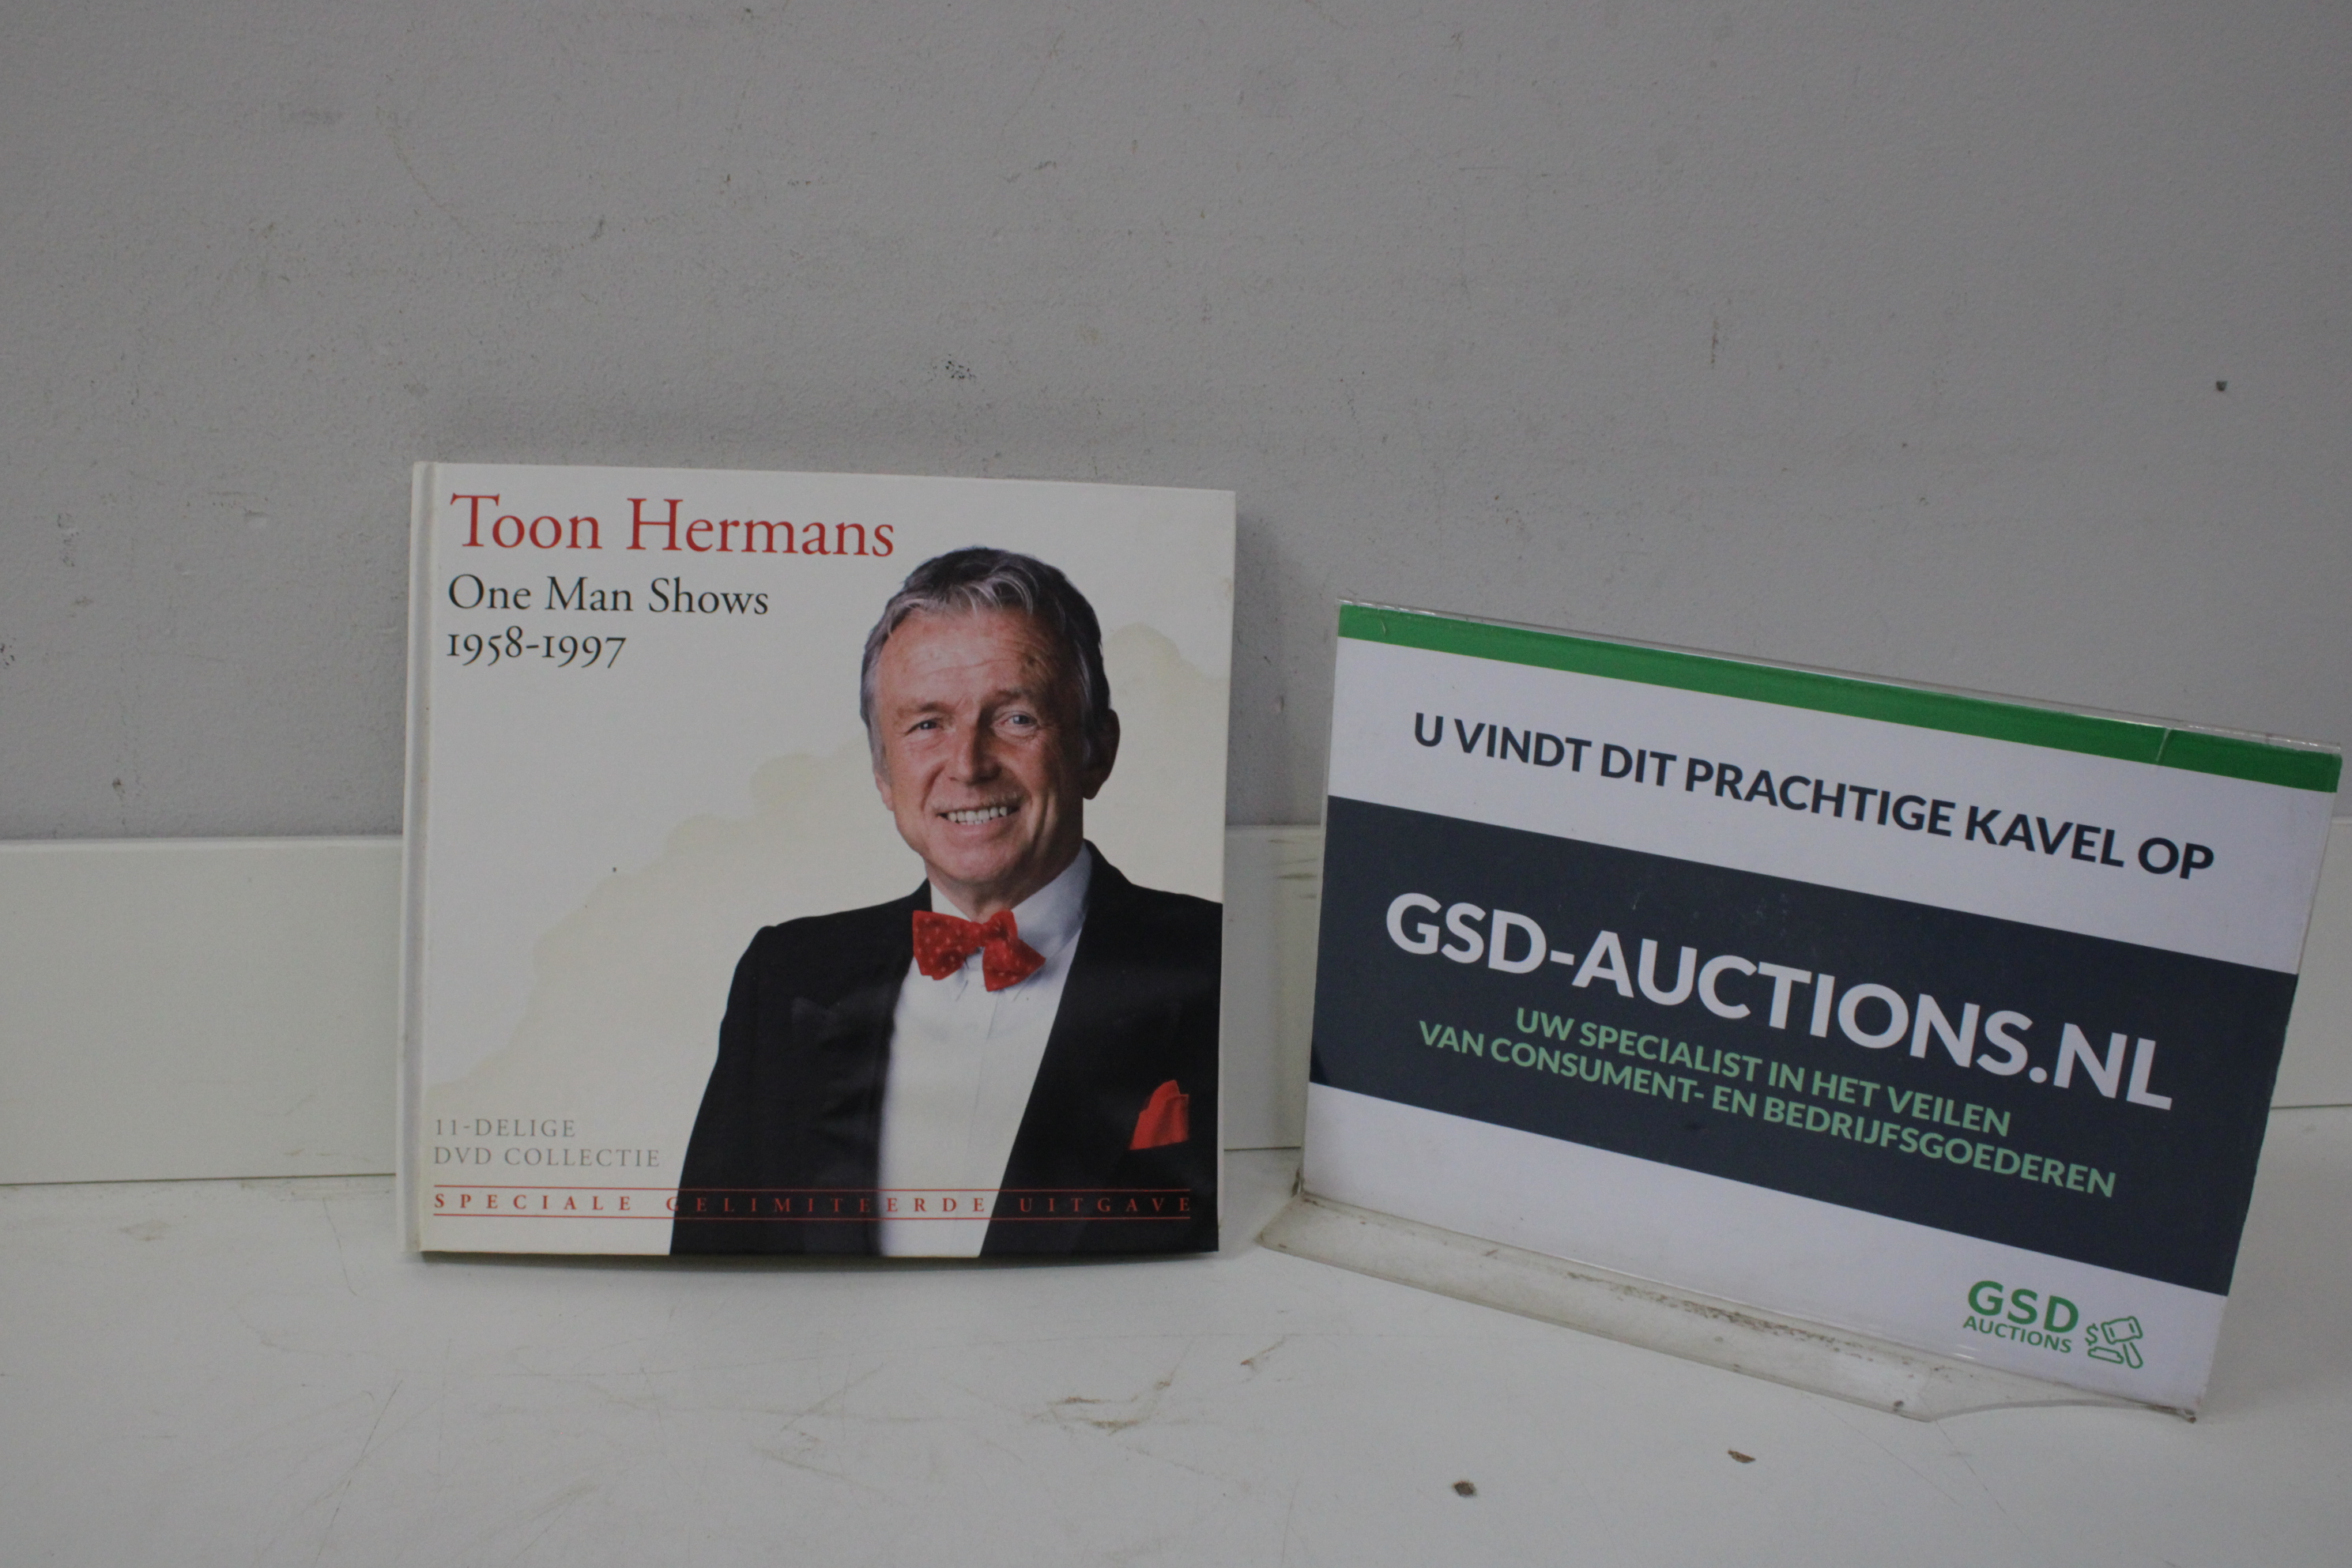 Toon Hermans
One Man Shows
1958-1997
11-DELIGE
DVD COLLECTIE
SPECIALE GELIMITEERDE UITGAVE
U VINDT DIT PRACHTIGE KAVEL OP
GSD-AUCTIONS.NL
UW SPECIALIST IN HET VEILEN
VAN CONSUMENT- EN BEDRIJFSGOEDEREN
GSD
AUCTIONS
$